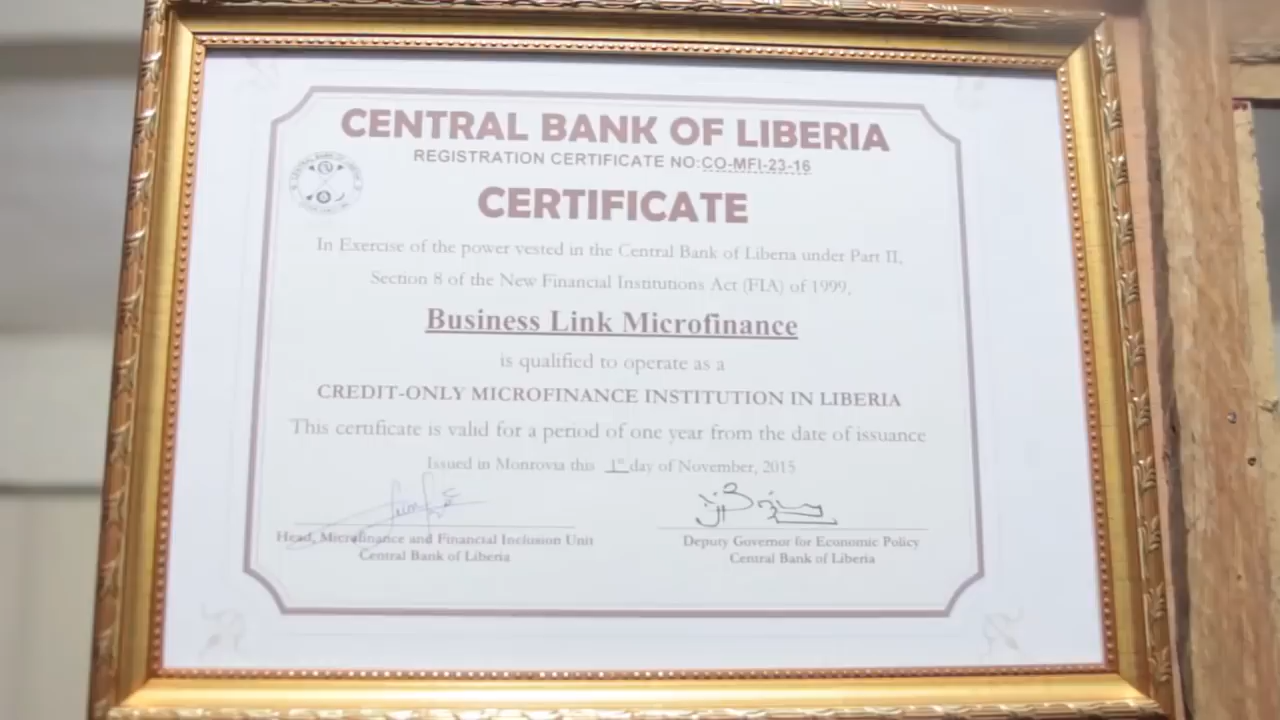 CENTRAL BANK OF LIBERIA
REGISTRATION CERTIFICATE NO:CO-MFI-23-16
CERTIFICATE
In Exercise of the power vested in the Central Bank of Liberia under Part II,
Section 8 of the New Financial Institutions Act (FIA) of 1999,
Business Link Microfinance
is qualified to operate as a
CREDIT-ONLY MICROFINANCE INSTITUTION IN LIBERIA
This certificate is valid for a period of one year from the date of issuance
Issued in Monrovia this 1st day of November, 2015
Head, Microfinance and Financial Inclusion Unit
Central Bank of Liberia
Deputy Governor for Economic Policy
Central Bank of Liberia